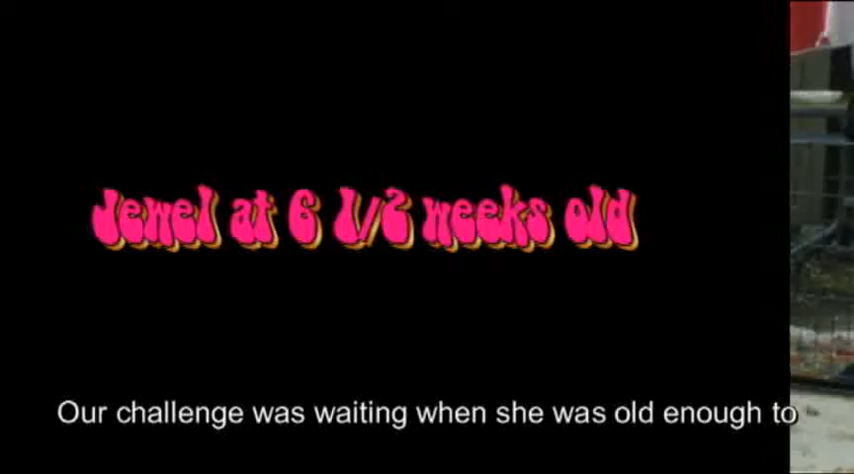 Jewel at 6 1/2 weeks old
Our challenge was waiting when she was old enough to